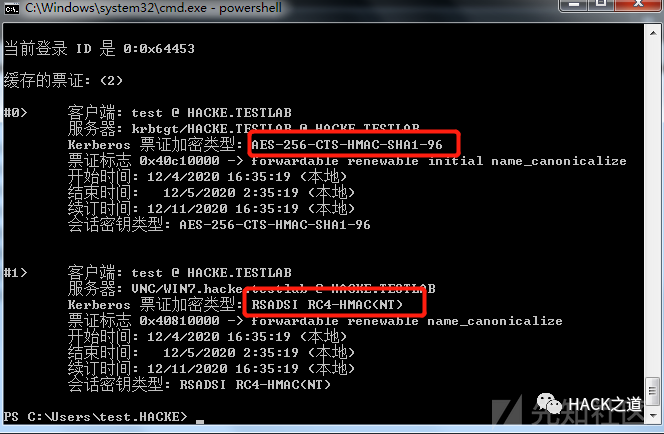 C:\Windows\system32\cmd.exe - powershell
当前登录 ID 是 0:0x64453
缓存的票证: (2)
#0> 客户端: test @ HACKE.TESTLAB
服务器: krbtgt/HACKE.TESTLAB @ HACKE.TESTLAB
Kerberos 票证加密类型: AES-256-CTS-HMAC-SHA1-96
票证标志 0x40c10000 -> forwardable renewable initial name_canonicalize
开始时间: 12/4/2020 16:35:19 (本地)
结束时间: 12/5/2020 2:35:19 (本地)
续订时间: 12/11/2020 16:35:19 (本地)
会话密钥类型: AES-256-CTS-HMAC-SHA1-96
#1> 客户端: test @ HACKE.TESTLAB
服务器: VNC/WIN7.hacke.testlab @ HACKE.TESTLAB
Kerberos 票证加密类型: RSADSI RC4-HMAC(NT)
票证标志 0x40810000 -> forwardable renewable name_canonicalize
开始时间: 12/4/2020 16:35:19 (本地)
结束时间: 12/5/2020 2:35:19 (本地)
续订时间: 12/11/2020 16:35:19 (本地)
会话密钥类型: RSADSI RC4-HMAC(NT)
PS C:\Users\test.HACKE>
HACK之道
先知社区